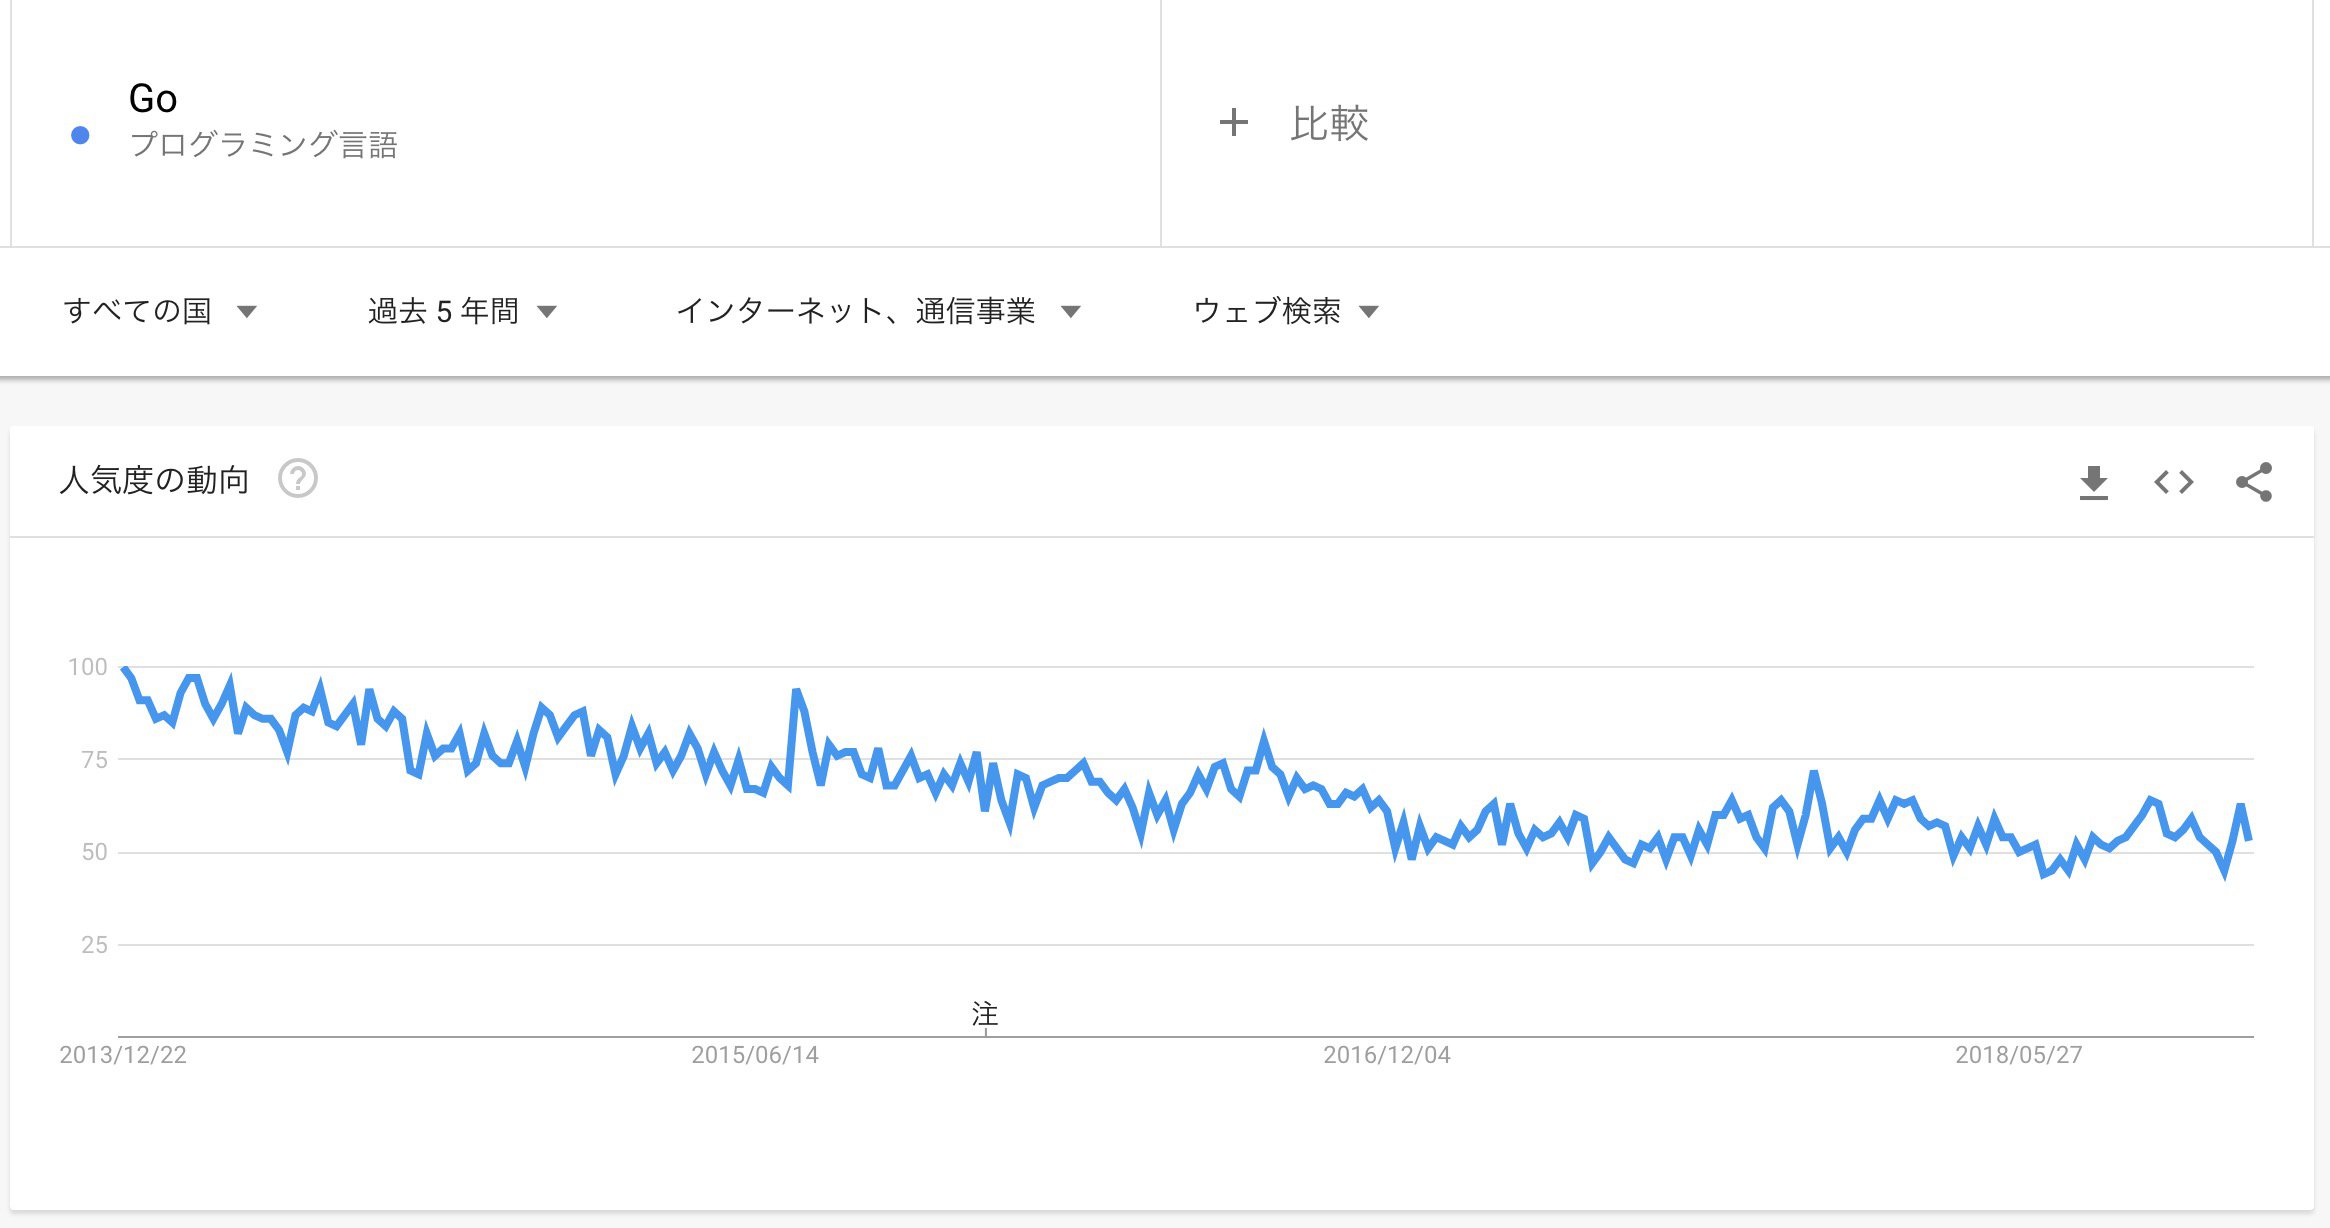 Go
プログラミング言語
+ 比較
すべての国
過去 5 年間
インターネット、通信事業
ウェブ検索
人気度の動向
?
100
75
50
25
注
2013/12/22
2015/06/14
2016/12/04
2018/05/27